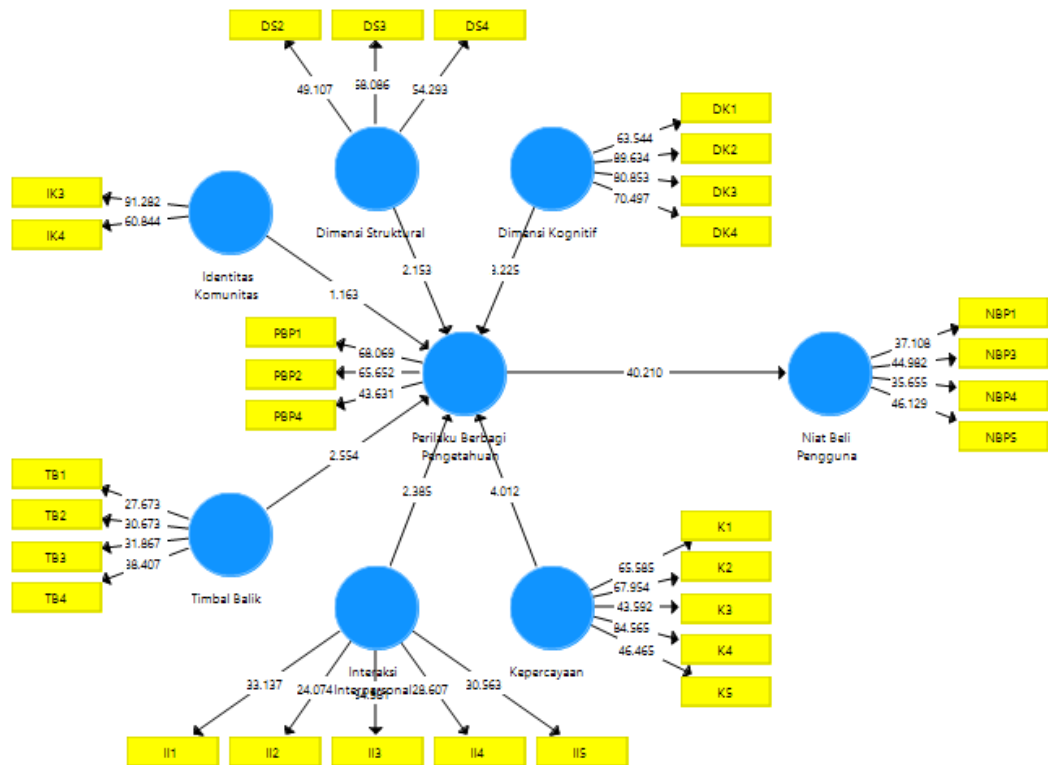 DS2 DS3 DS4
49.107 54.293
DK1
63.544
DK2
89.634
DK3
80.853
DK4
70.497
IK3
91.282
IK4
60.844
Dimensi Struktural Dimensi Kognitif
Identitas
Komunitas
2.153
1.163
PBP1
68.069
PBP2
65.652
PBP4
43.631
40.210
NBP1
37.108
NBP3
44.982
NBP4
35.655
NBP5
46.129
Perilaku Berbagi
Pengetahuan
Niat Beli
Pengguna
2.554
2.385
4.012
TB1
27.673
TB2
30.673
TB3
31.867
TB4
38.407
Timbal Balik
K1
65.585
K2
67.954
K3
43.592
K4
84.565
K5
46.465
Interaksi
Interpersonal
Kepercayaan
33.137 24.074 28.607 30.563
II1 II2 II3 II4 II5